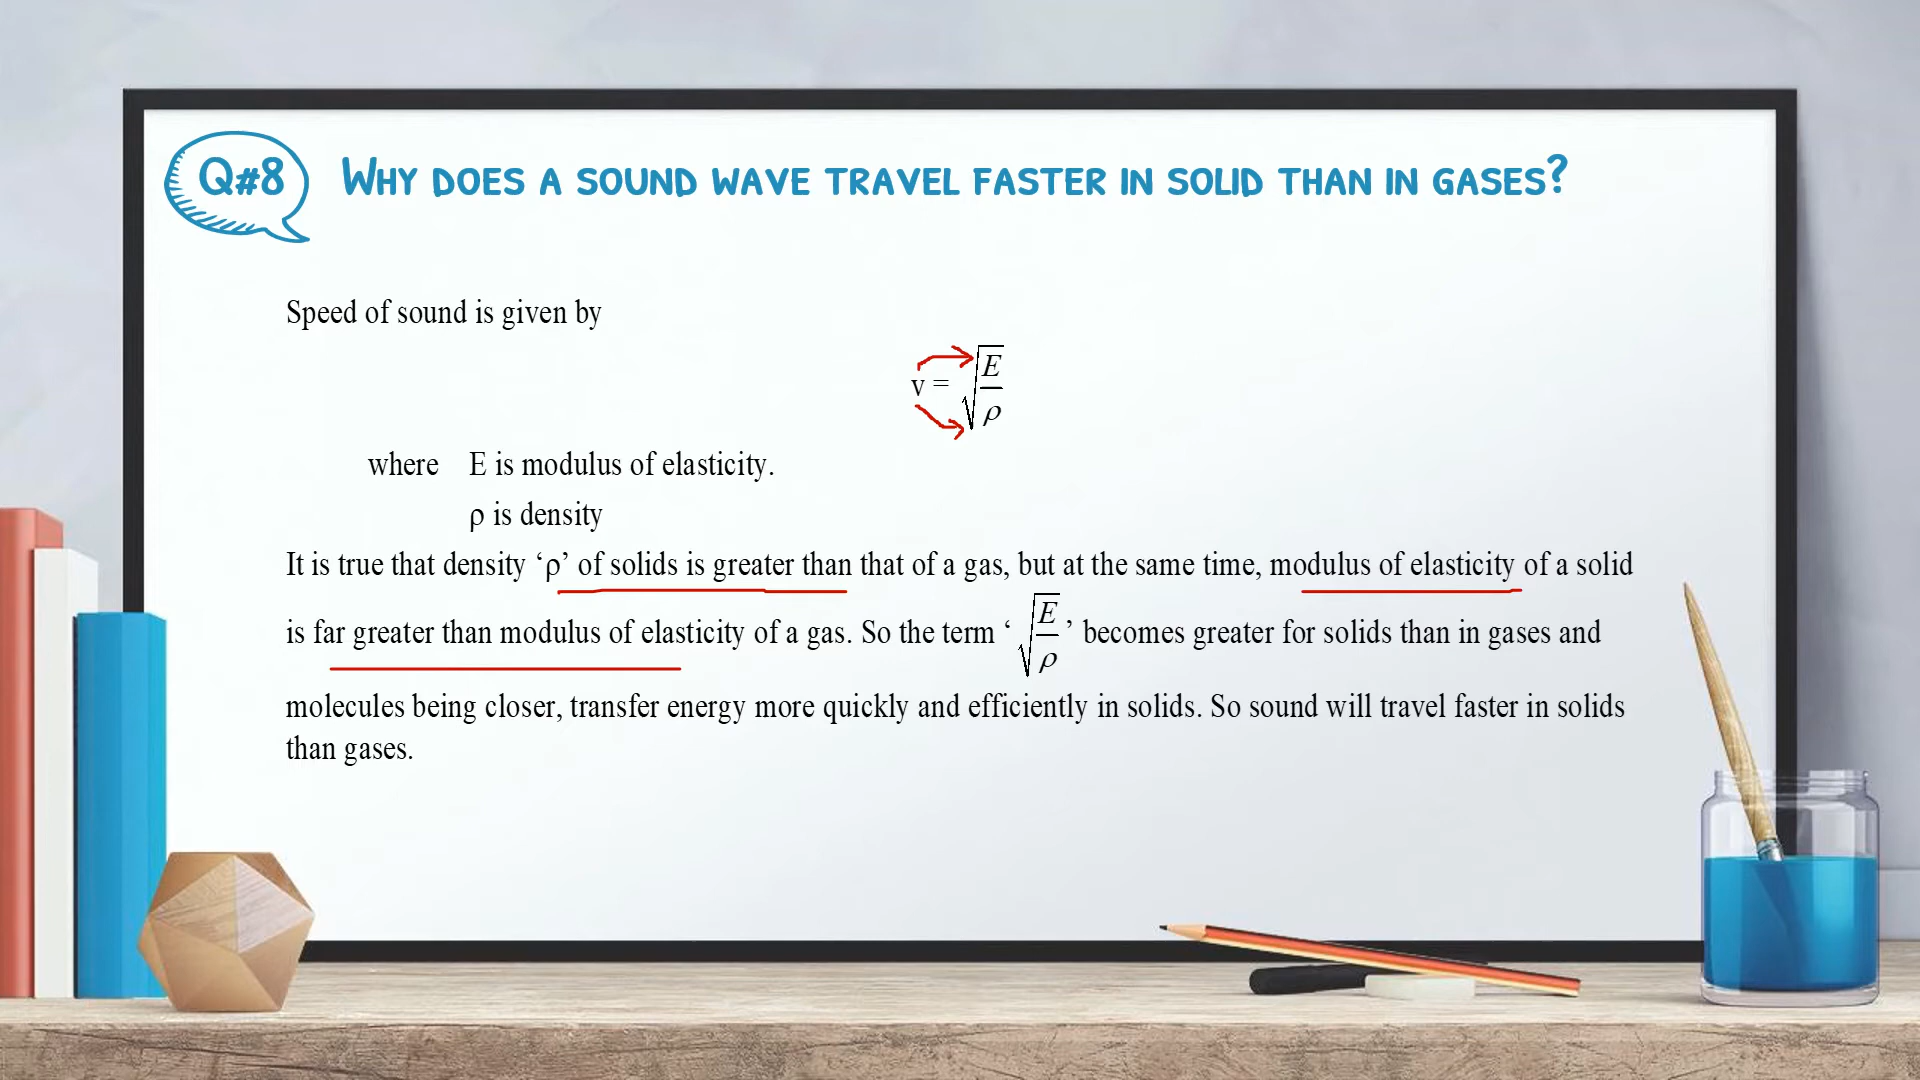 Q#8 Why does a sound wave travel faster in solid than in gases?
Speed of sound is given by
v = √(E/ρ)
where E is modulus of elasticity.
ρ is density
It is true that density ‘ρ’ of solids is greater than that of a gas, but at the same time, modulus of elasticity of a solid
is far greater than modulus of elasticity of a gas. So the term ‘√(E/ρ)’ becomes greater for solids than in gases and
molecules being closer, transfer energy more quickly and efficiently in solids. So sound will travel faster in solids
than gases.